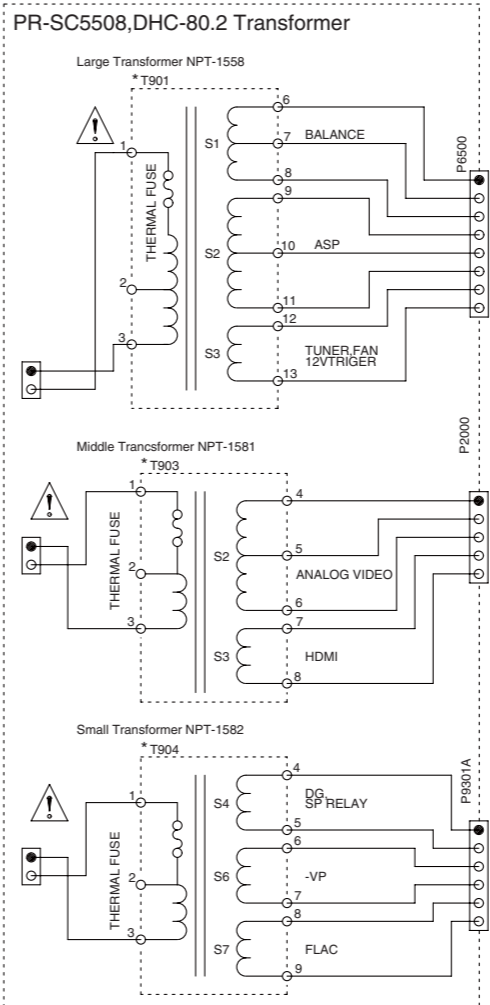 PR-SC5508,DHC-80.2 Transformer
Large Transformer NPT-1558
* T901
6
S1
7 BALANCE
1
8
P6500
THERMAL FUSE
9
S2
10 ASP
2
11
12
3
S3
TUNER,FAN
12VTRIGER
13
P2000
Middle Trancsformer NPT-1581
* T903
1
4
THERMAL FUSE
S2
5
2
ANALOG VIDEO
6
3
7
S3
HDMI
8
Small Transformer NPT-1582
* T904
4
P9301A
1
S4
DG,
SP RELAY
5
THERMAL FUSE
6
S6
-VP
2
7
8
3
S7
FLAC
9